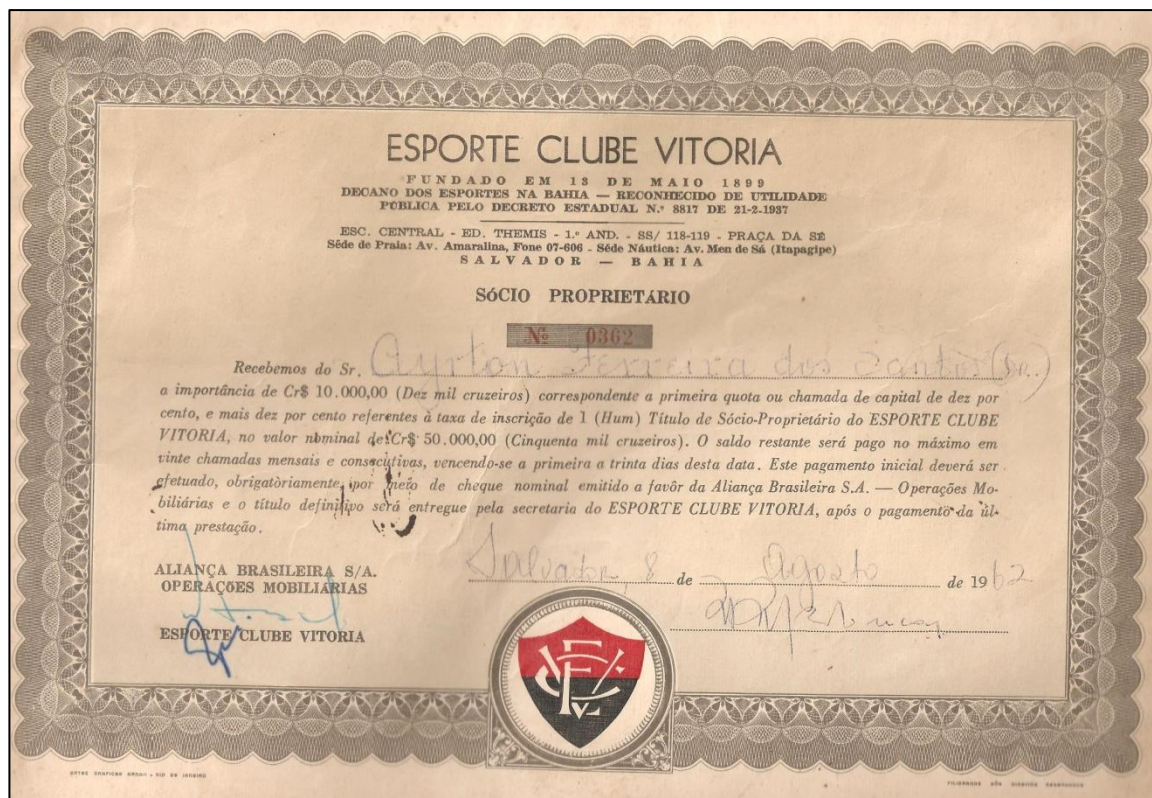 ESPORTE CLUBE VITORIA
FUNDADO EM 13 DE MAIO 1899
DECANO DOS ESPORTES NA BAHIA — RECONHECIDO DE UTILIDADE
PÚBLICA PELO DECRETO ESTADUAL N.º 8817 DE 21-2-1937
ESC. CENTRAL - ED. THEMIS - 1.º AND. - SS/ 118-119 - PRAÇA DA SÉ
Séde de Praia: Av. Amaralina, Fone 07-606 - Séde Náutica: Av. Men de Sá (Itapagipe)
SALVADOR — BAHIA
SÓCIO PROPRIETÁRIO
Nº 0362
Recebemos do Sr. Ayrton Ferreira dos Santos
a importância de Cr$ 10.000,00 (Dez mil cruzeiros) correspondente a primeira quota ou chamada de capital de dez por
cento, e mais dez por cento referentes à taxa de inscrição de 1 (Hum) Título de Sócio-Proprietário do ESPORTE CLUBE
VITORIA, no valor nominal de Cr$ 50.000,00 (Cinquenta mil cruzeiros). O saldo restante será pago no máximo em
vinte chamadas mensais e consecutivas, vencendo-se a primeira a trinta dias desta data. Este pagamento inicial deverá ser
efetuado, obrigatòriamente, por meio de cheque nominal emitido a favôr da Aliança Brasileira S.A. — Operações Mo-
biliárias e o título definitivo será entregue pela secretaria do ESPORTE CLUBE VITORIA, após o pagamento da úl-
tima prestação.
Salvador, 8 de Agosto de 1962
ALIANÇA BRASILEIRA S/A.
OPERAÇÕES MOBILIÁRIAS
ESPORTE CLUBE VITORIA
RIO DE JANEIRO